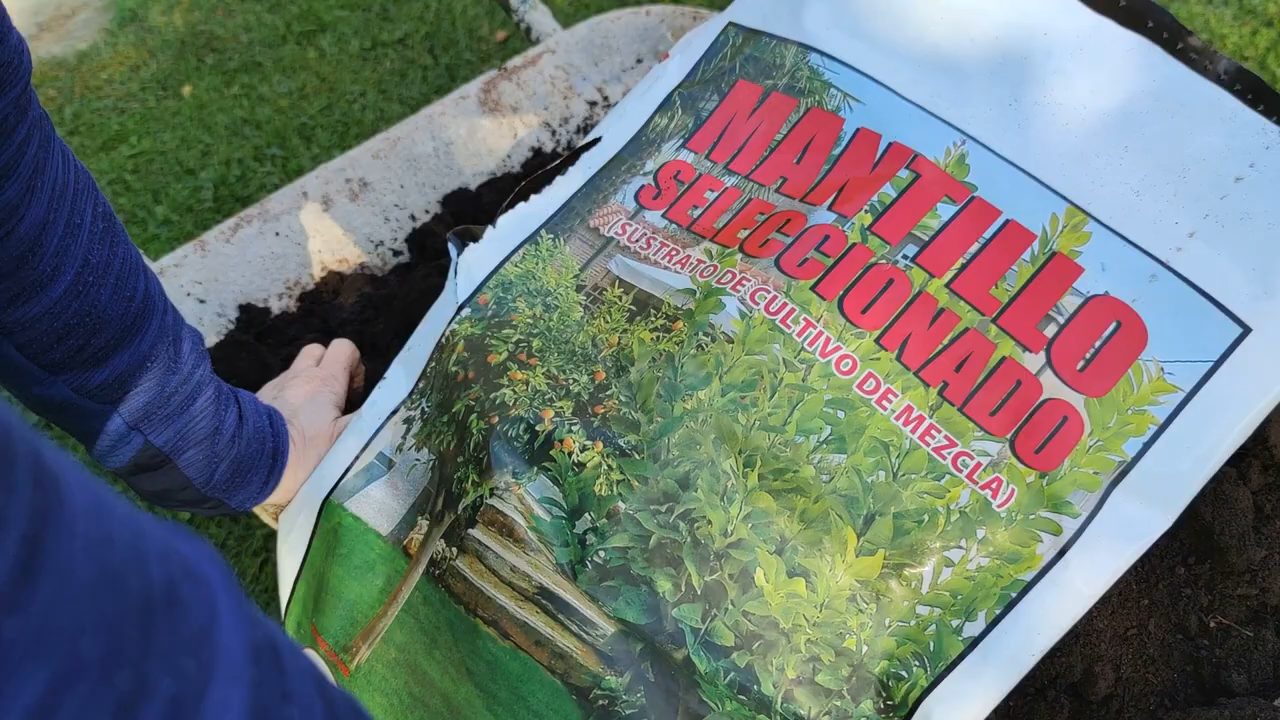 MANTILLO
SELECCIONADO
(SUSTRATO DE CULTIVO DE MEZCLA)